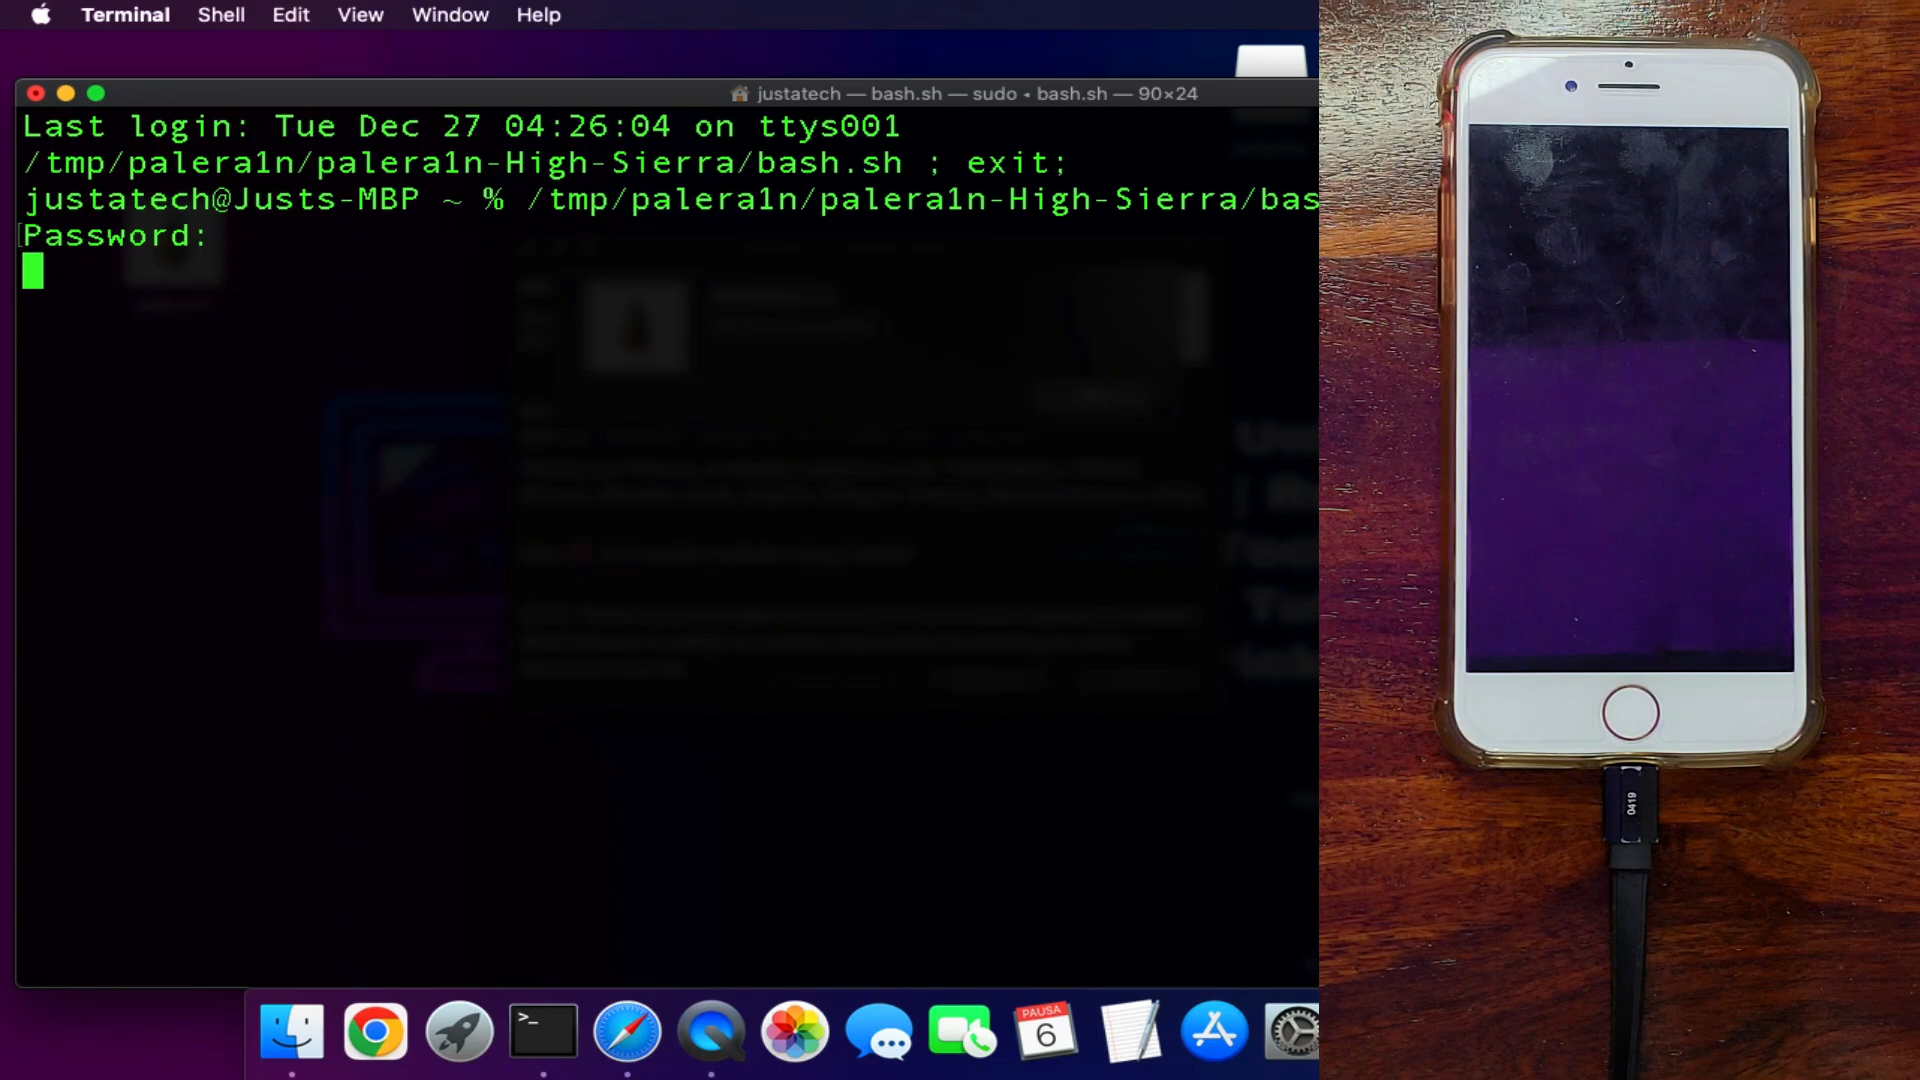 Terminal Shell Edit View Window Help
justatech — bash.sh — sudo ◂ bash.sh — 90×24
Last login: Tue Dec 27 04:26:04 on ttys001
/tmp/palera1n/palera1n-High-Sierra/bash.sh ; exit;
justatech@Justs-MBP ~ % /tmp/palera1n/palera1n-High-Sierra/bas
Password:
>_
PAUSA
6
0419